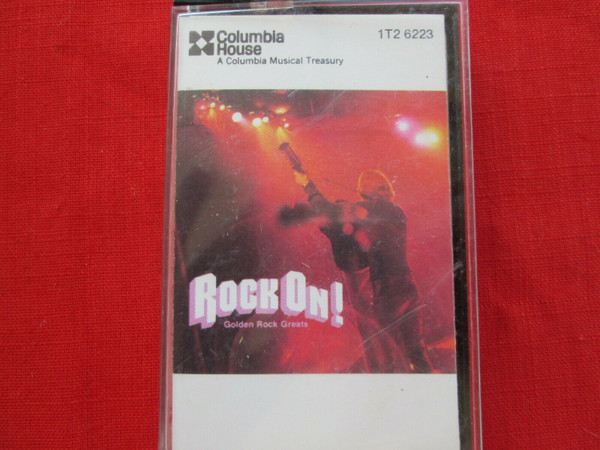 Columbia House
1T2 6223
A Columbia Musical Treasury
ROCK ON!
Golden Rock Greats